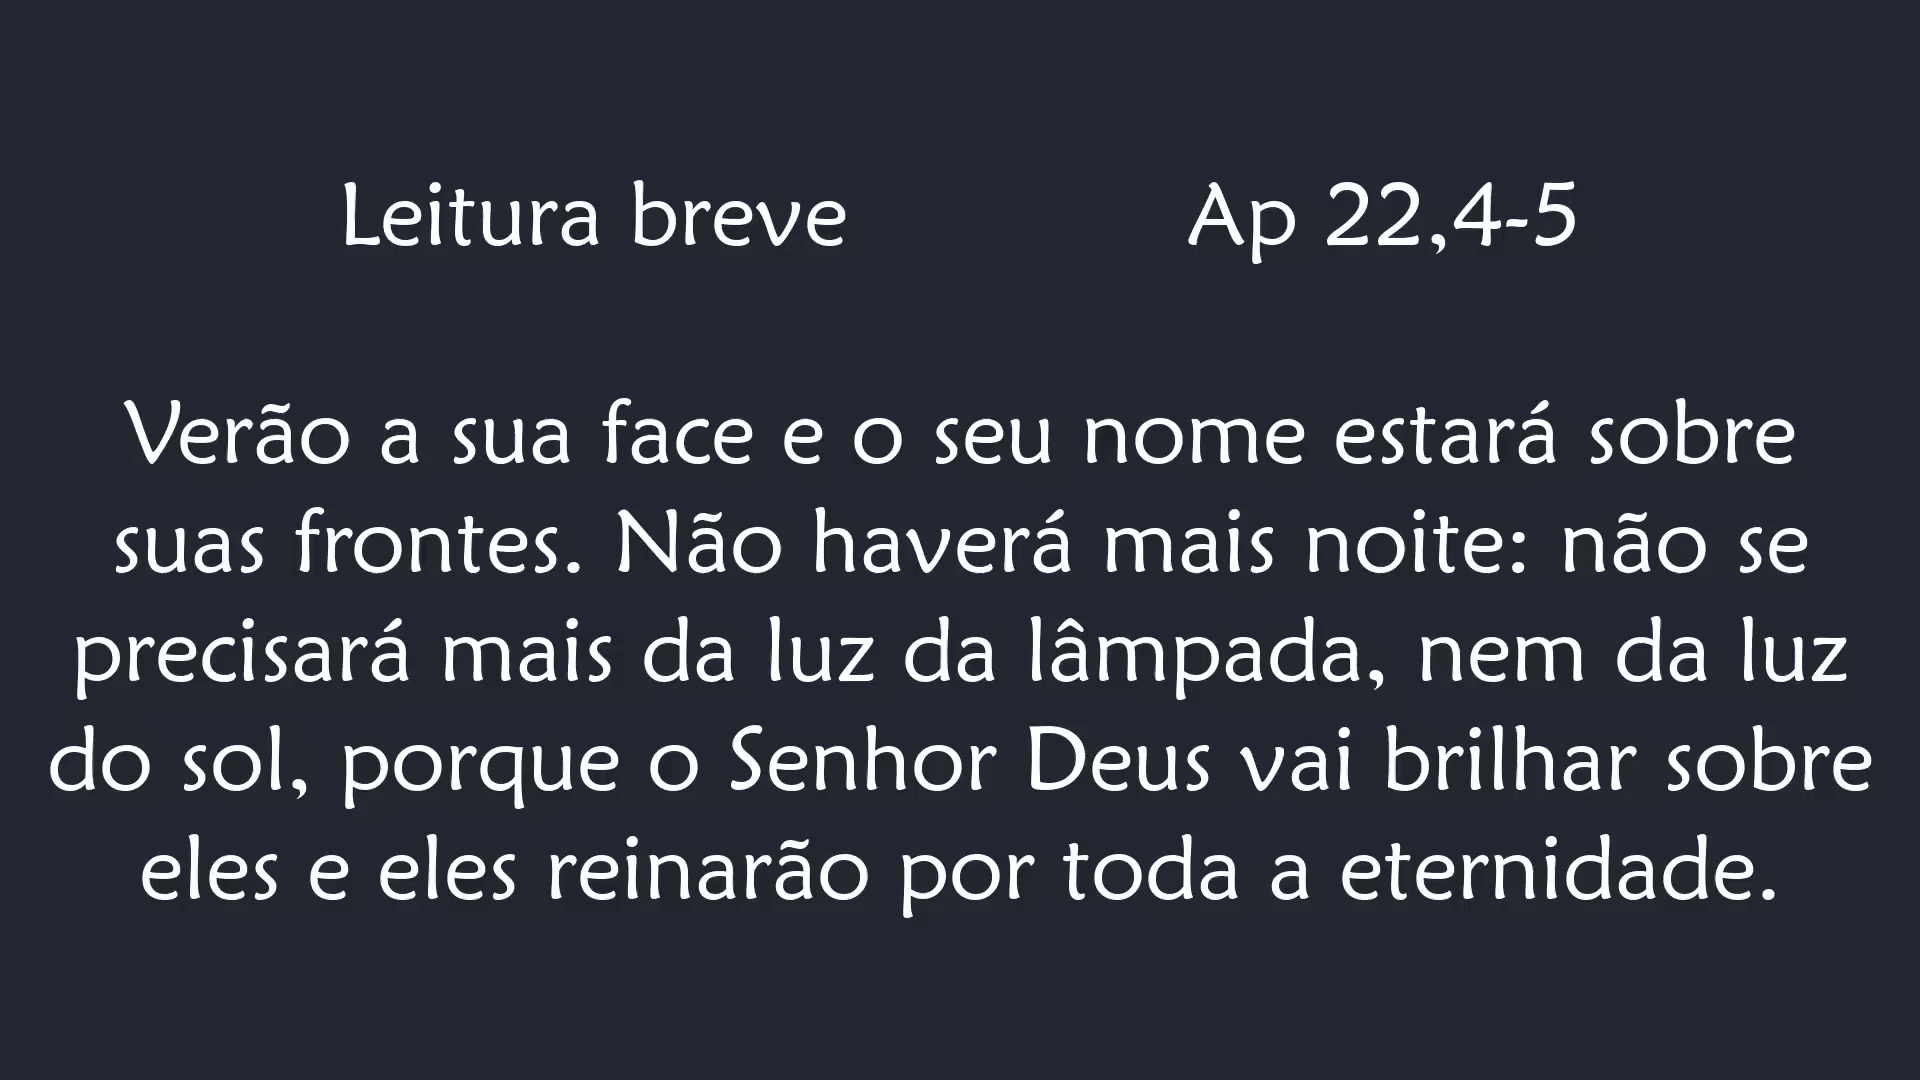 Leitura breve Ap 22,4-5
Verão a sua face e o seu nome estará sobre
suas frontes. Não haverá mais noite: não se
precisará mais da luz da lâmpada, nem da luz
do sol, porque o Senhor Deus vai brilhar sobre
eles e eles reinarão por toda a eternidade.